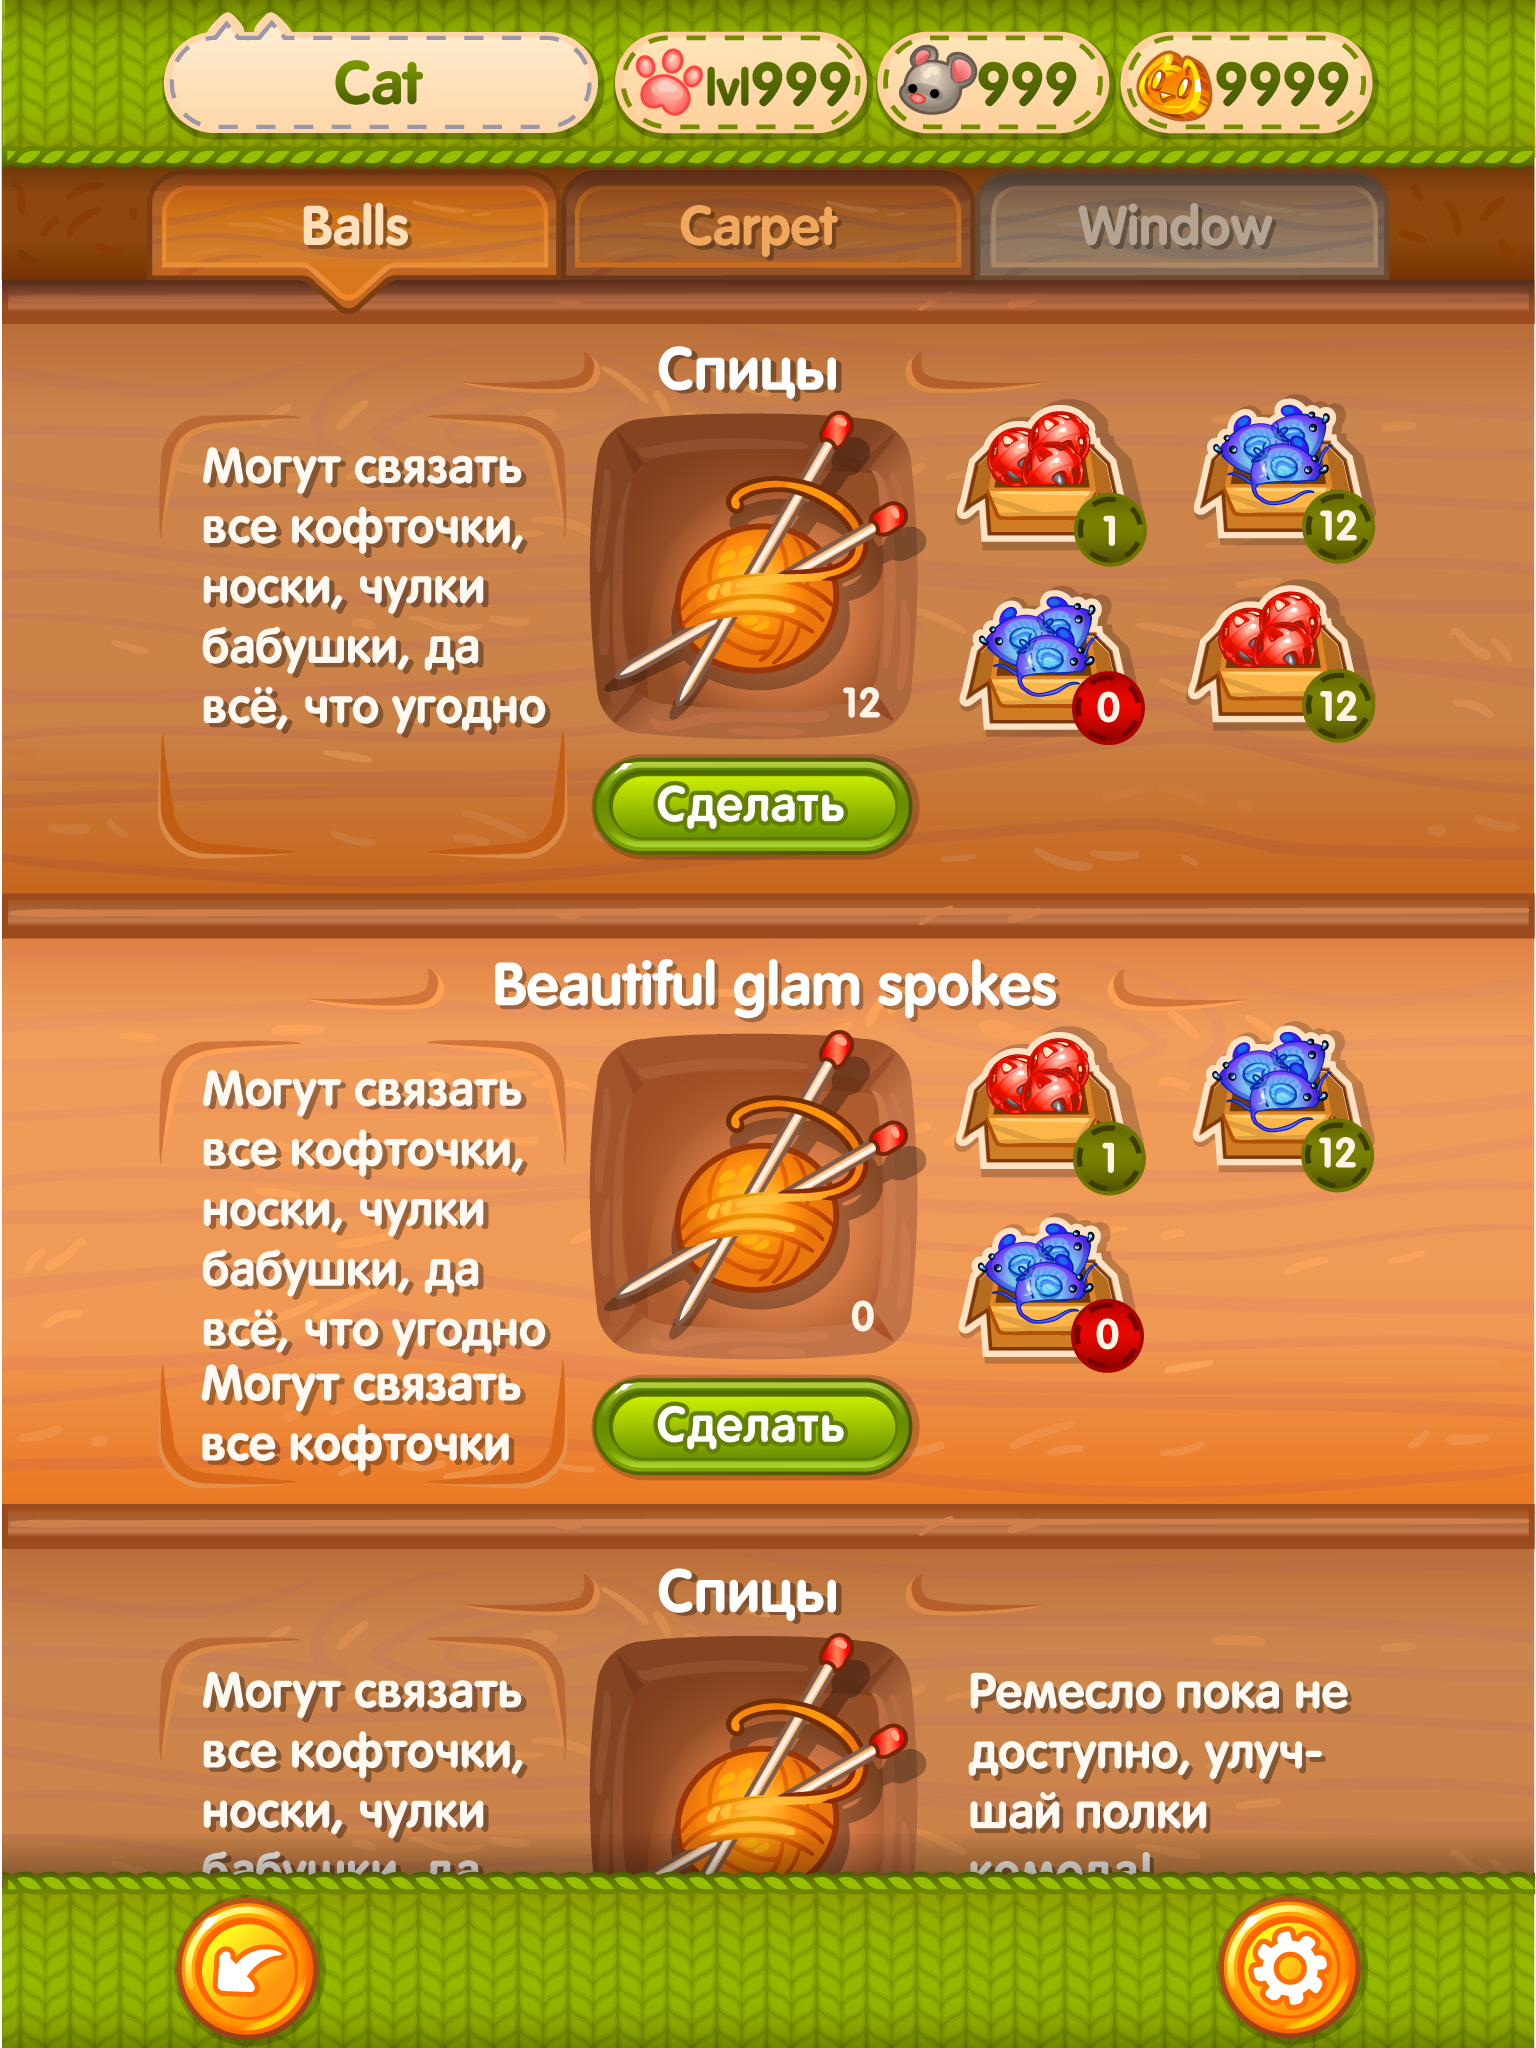 Cat
lvl999
999
9999
Balls
Carpet
Window
Спицы
Могут связать
все кофточки,
носки, чулки
бабушки, да
всё, что угодно
12
1
12
0
12
Сделать
Beautiful glam spokes
Могут связать
все кофточки,
носки, чулки
бабушки, да
всё, что угодно
Могут связать
все кофточки
0
1
12
0
Сделать
Спицы
Могут связать
все кофточки,
носки, чулки
бабушки, да
Ремесло пока не
доступно, улуч-
шай полки
комода!